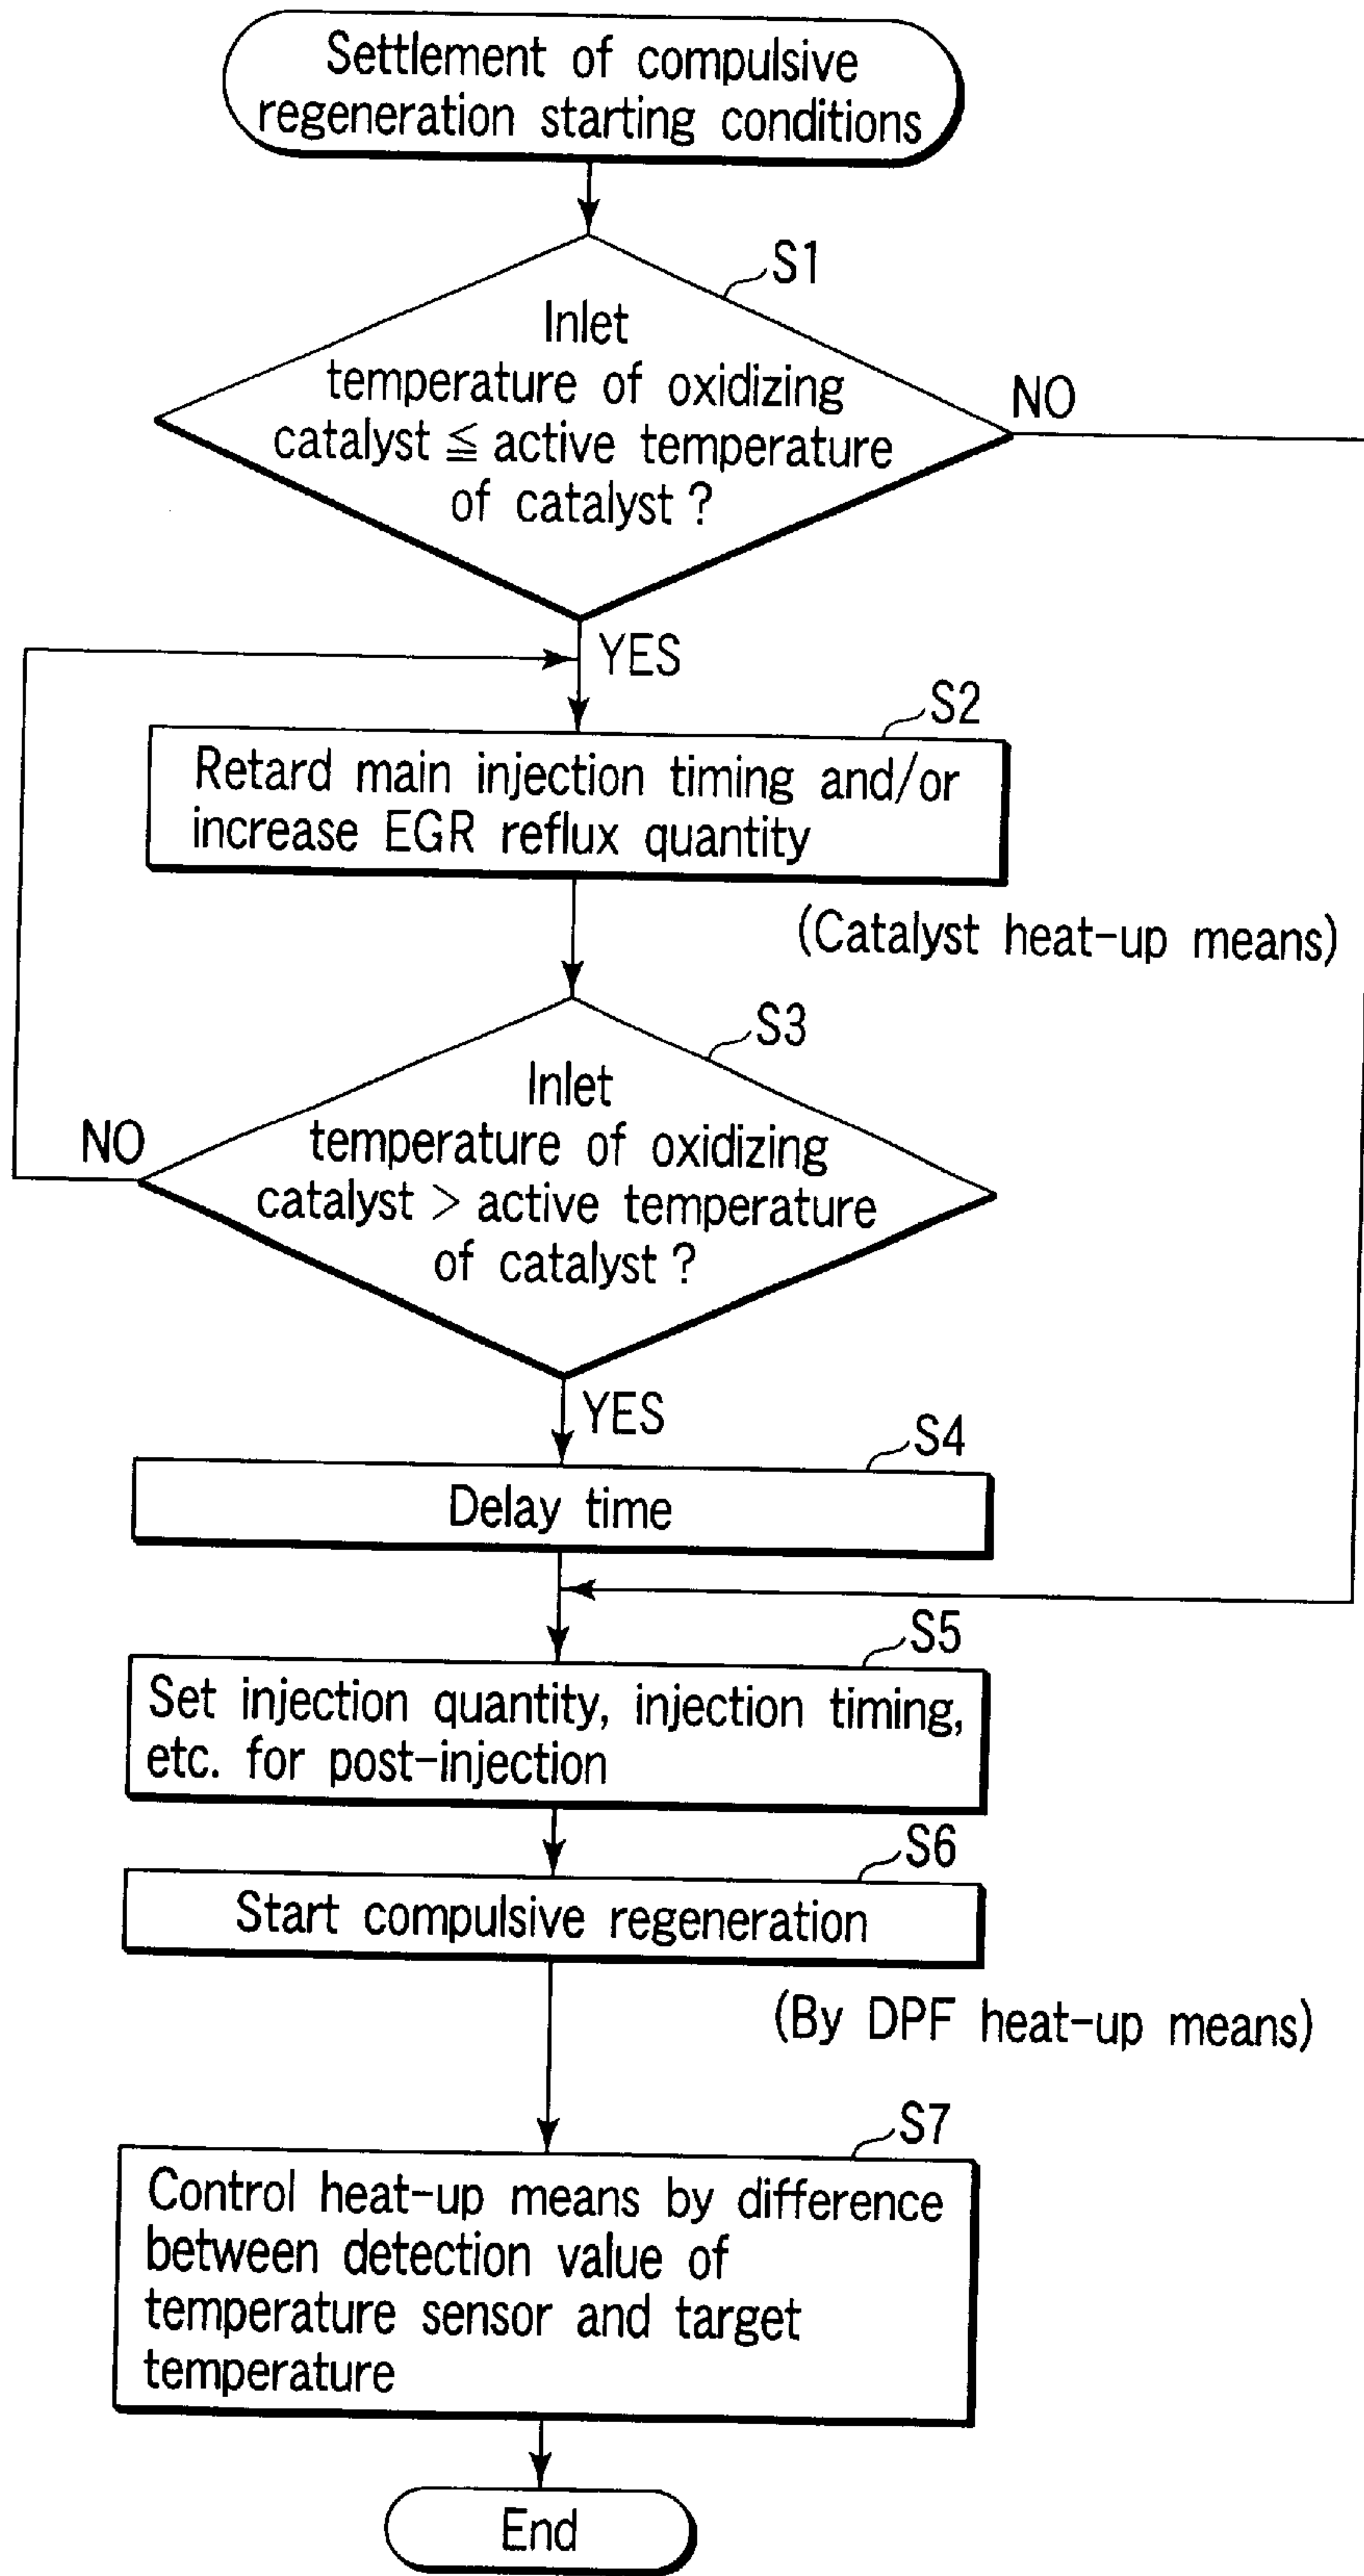 Settlement of compulsive
regeneration starting conditions
S1
Inlet
temperature of oxidizing
catalyst ≦ active temperature
of catalyst ?
NO
YES
S2
Retard main injection timing and/or
increase EGR reflux quantity
(Catalyst heat-up means)
S3
Inlet
temperature of oxidizing
catalyst > active temperature
of catalyst ?
NO
YES
S4
Delay time
S5
Set injection quantity, injection timing,
etc. for post-injection
S6
Start compulsive regeneration
(By DPF heat-up means)
S7
Control heat-up means by difference
between detection value of
temperature sensor and target
temperature
End